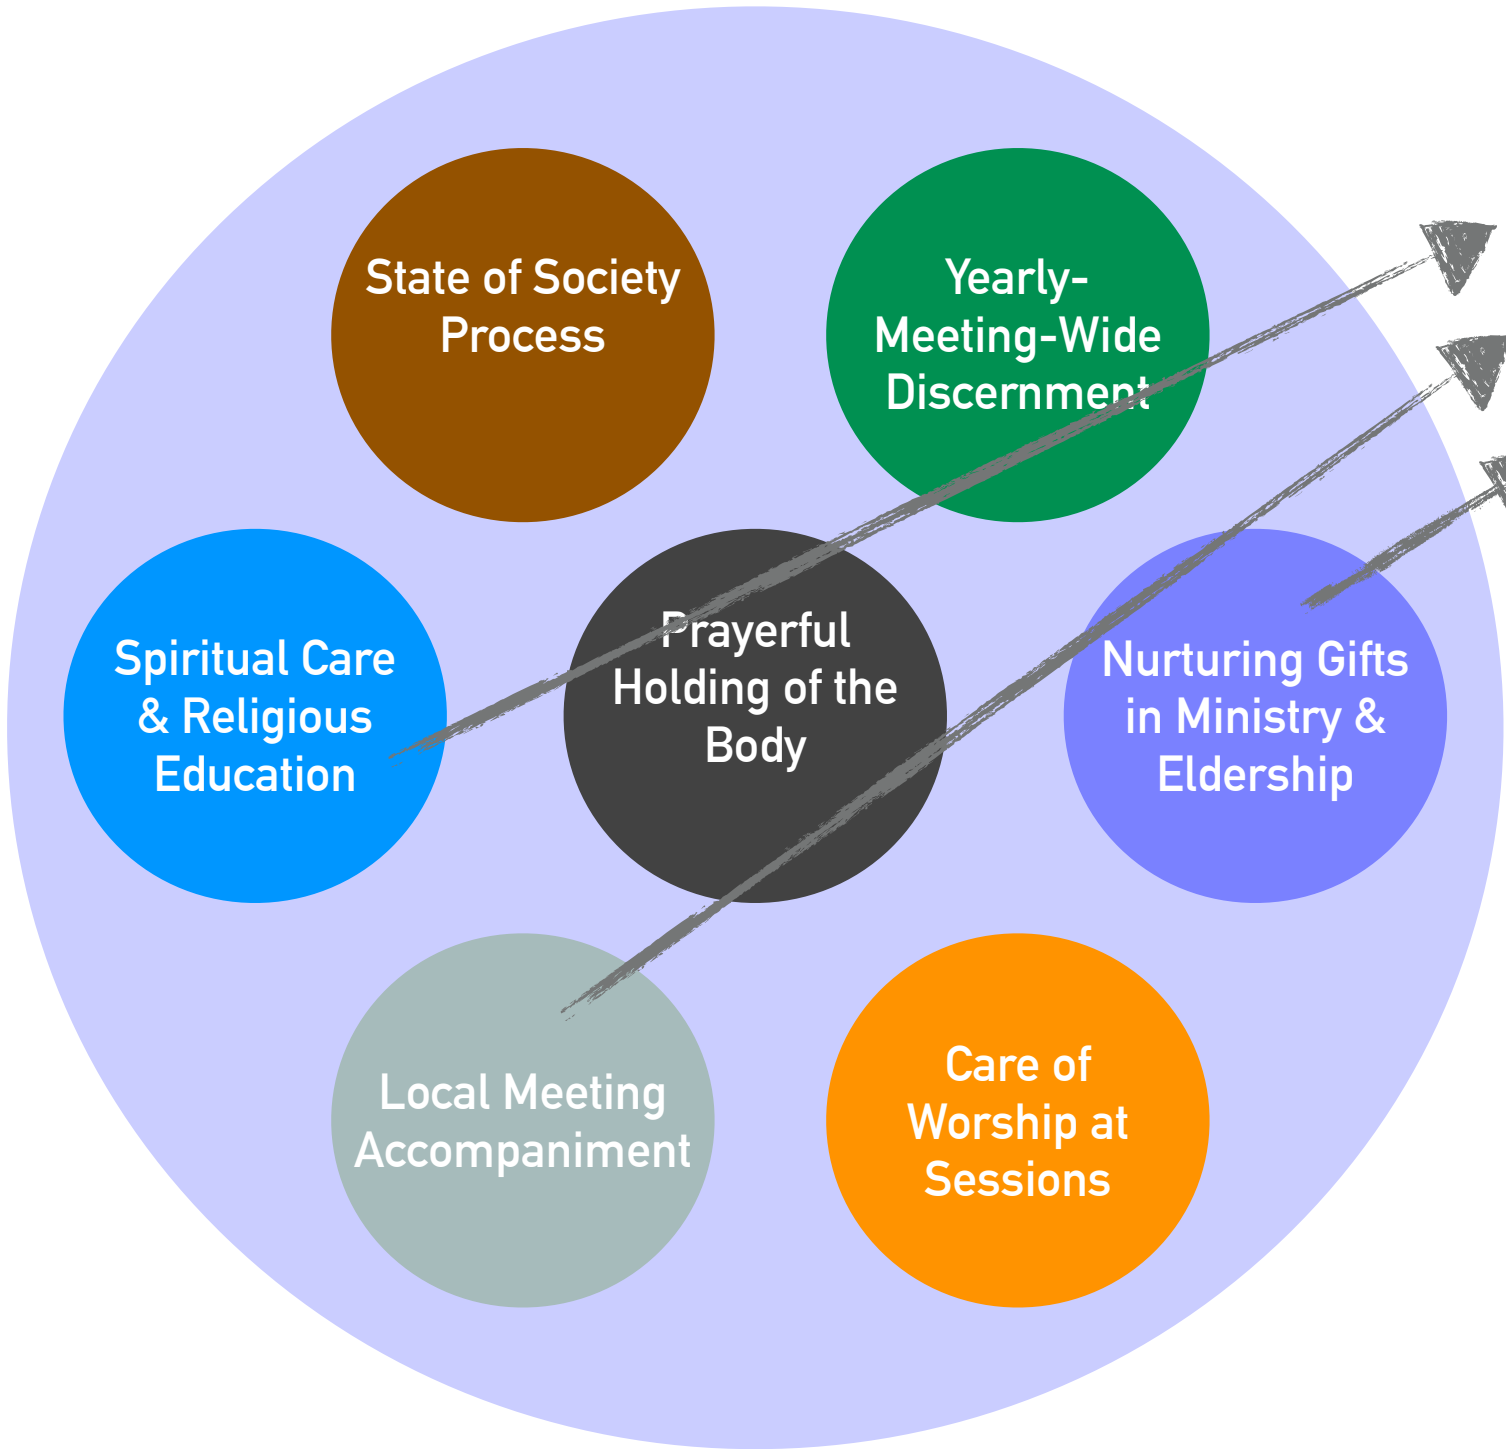 State of Society
Process
Yearly-
Meeting-Wide
Discernment
Spiritual Care
& Religious
Education
Prayerful
Holding of the
Body
Nurturing Gifts
in Ministry &
Eldership
Local Meeting
Accompaniment
Care of
Worship at
Sessions